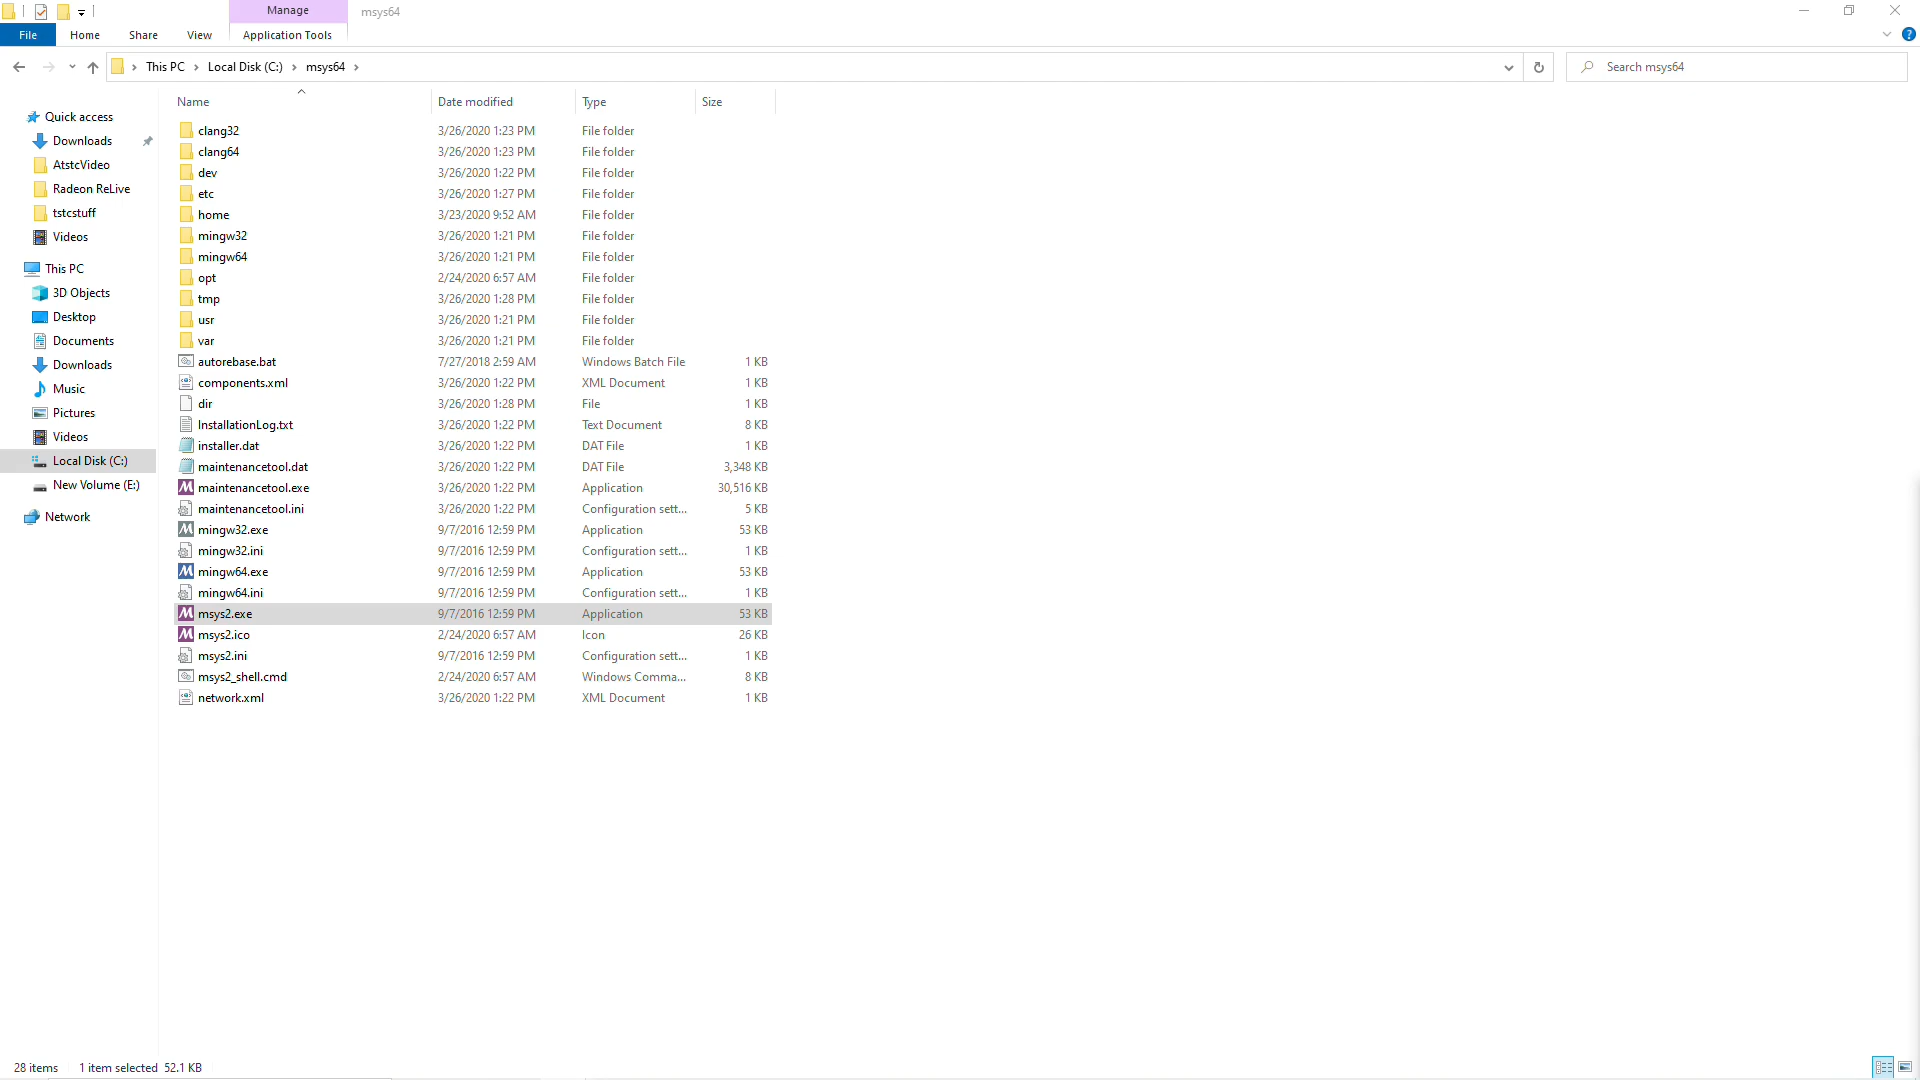 Manage
msys64
File
Home
Share
View
Application Tools
This PC
Local Disk (C:)
msys64
Search msys64
Name
Date modified
Type
Size
Quick access
Downloads
AtstcVideo
Radeon ReLive
tstcstuff
Videos
This PC
3D Objects
Desktop
Documents
Downloads
Music
Pictures
Videos
Local Disk (C:)
New Volume (E:)
Network
clang32 3/26/2020 1:23 PM File folder
clang64 3/26/2020 1:23 PM File folder
dev 3/26/2020 1:22 PM File folder
etc 3/26/2020 1:27 PM File folder
home 3/23/2020 9:52 AM File folder
mingw32 3/26/2020 1:21 PM File folder
mingw64 3/26/2020 1:21 PM File folder
opt 2/24/2020 6:57 AM File folder
tmp 3/26/2020 1:28 PM File folder
usr 3/26/2020 1:21 PM File folder
var 3/26/2020 1:21 PM File folder
autorebase.bat 7/27/2018 2:59 AM Windows Batch File 1 KB
components.xml 3/26/2020 1:22 PM XML Document 1 KB
dir 3/26/2020 1:28 PM File 1 KB
InstallationLog.txt 3/26/2020 1:22 PM Text Document 8 KB
installer.dat 3/26/2020 1:22 PM DAT File 1 KB
maintenancetool.dat 3/26/2020 1:22 PM DAT File 3,348 KB
maintenancetool.exe 3/26/2020 1:22 PM Application 30,516 KB
maintenancetool.ini 3/26/2020 1:22 PM Configuration sett... 5 KB
mingw32.exe 9/7/2016 12:59 PM Application 53 KB
mingw32.ini 9/7/2016 12:59 PM Configuration sett... 1 KB
mingw64.exe 9/7/2016 12:59 PM Application 53 KB
mingw64.ini 9/7/2016 12:59 PM Configuration sett... 1 KB
msys2.exe 9/7/2016 12:59 PM Application 53 KB
msys2.ico 2/24/2020 6:57 AM Icon 26 KB
msys2.ini 9/7/2016 12:59 PM Configuration sett... 1 KB
msys2_shell.cmd 2/24/2020 6:57 AM Windows Comma... 8 KB
network.xml 3/26/2020 1:22 PM XML Document 1 KB
28 items 1 item selected 52.1 KB